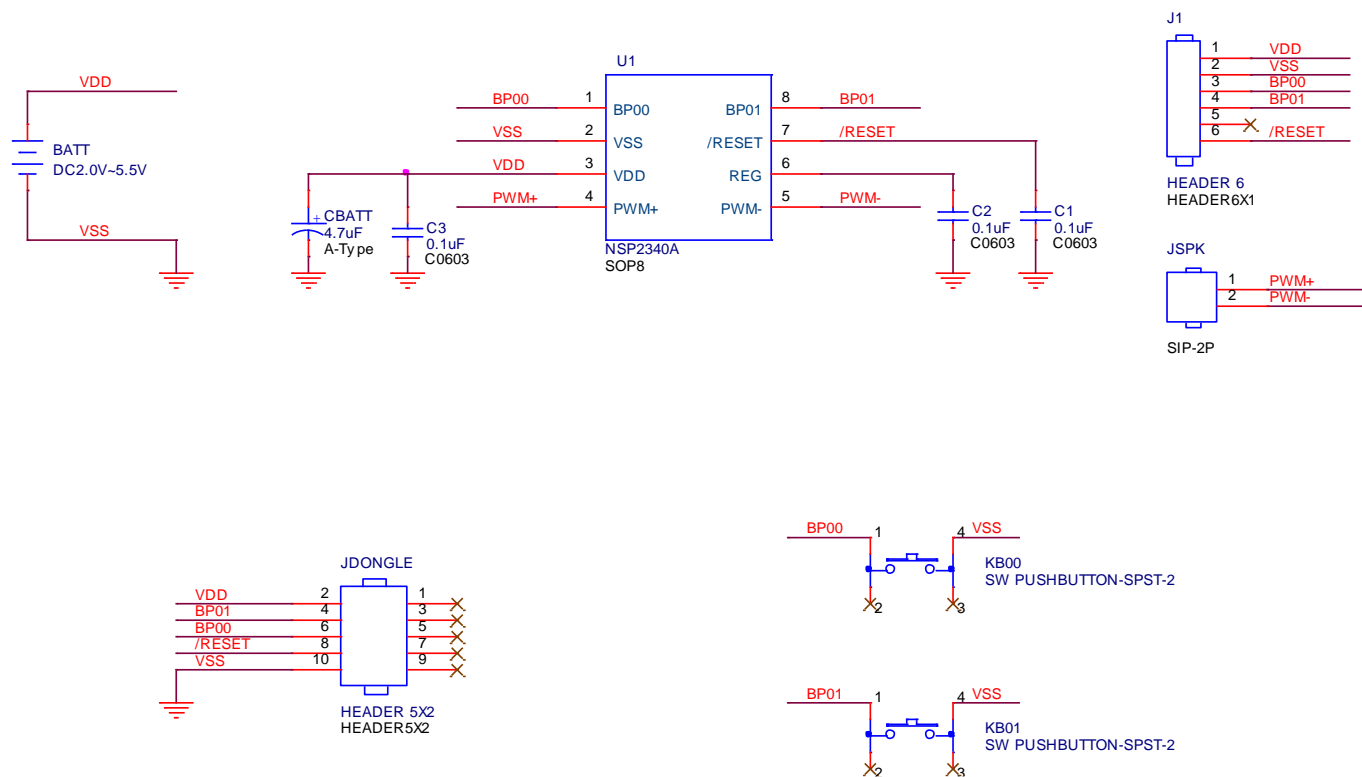 VDD
BATT
DC2.0V~5.5V
VSS
U1
BP00 1 BP00 BP01 8 BP01
VSS 2 VSS /RESET 7 /RESET
VDD 3 VDD REG 6
PWM+ 4 PWM+ PWM- 5 PWM-
NSP2340A
SOP8
+ CBATT
4.7uF
A-Type
C3
0.1uF
C0603
C2
0.1uF
C0603
C1
0.1uF
C0603
J1
1 VDD
2 VSS
3 BP00
4 BP01
5
6 /RESET
HEADER 6
HEADER6X1
JSPK
1 PWM+
2 PWM-
SIP-2P
JDONGLE
VDD 2 1
BP01 4 3
BP00 6 5
/RESET 8 7
VSS 10 9
HEADER 5X2
HEADER5X2
BP00 1 4 VSS
KB00
SW PUSHBUTTON-SPST-2
2 3
BP01 1 4 VSS
KB01
SW PUSHBUTTON-SPST-2
2 3